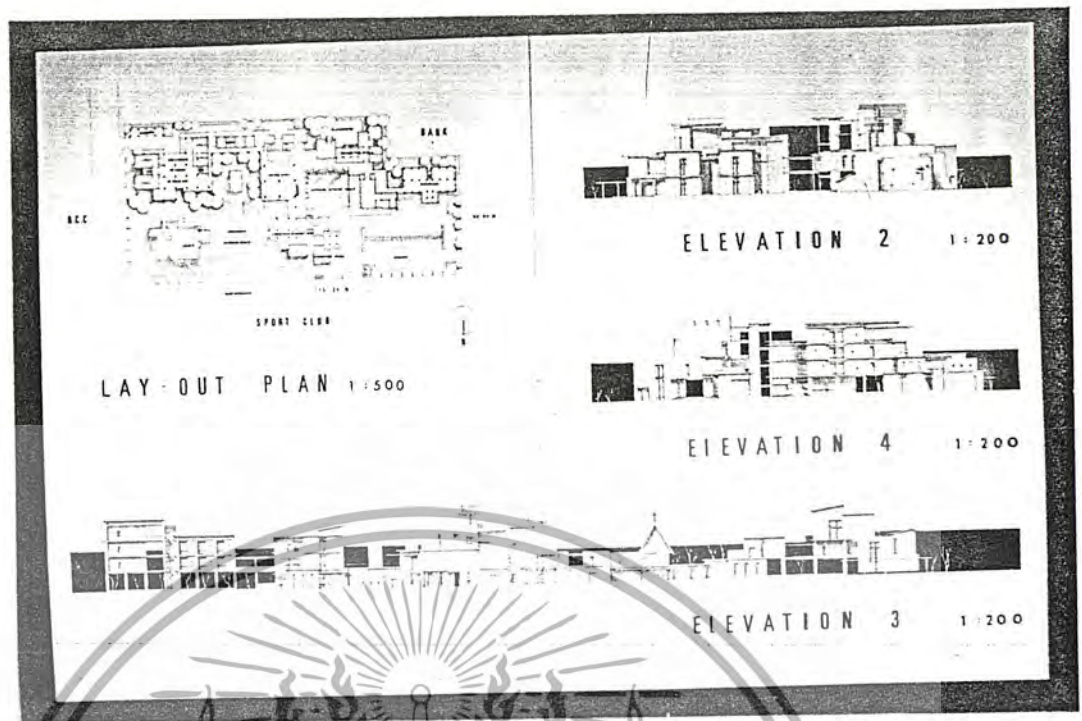 BANK
B.C.C
SPORT CLUB
LAY-OUT PLAN 1:500
ELEVATION 2 1:200
ELEVATION 4 1:200
ELEVATION 3 1:200